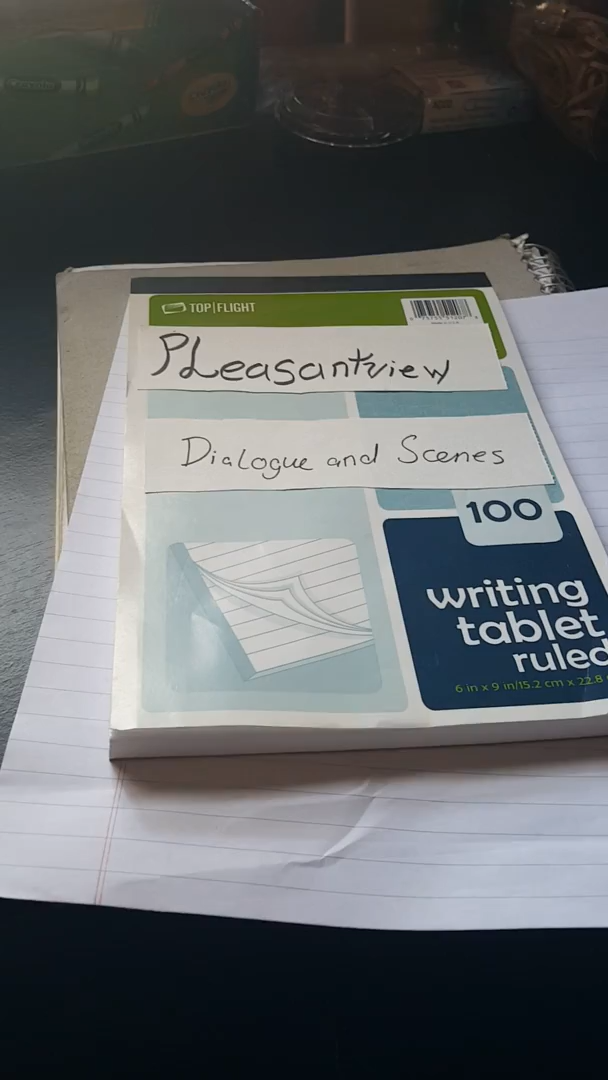 Crayola
TOP|FLIGHT
PLeasantview
Dialogue and Scenes
100
writing
tablet
ruled
6 in x 9 in/15.2 cm x 22.8